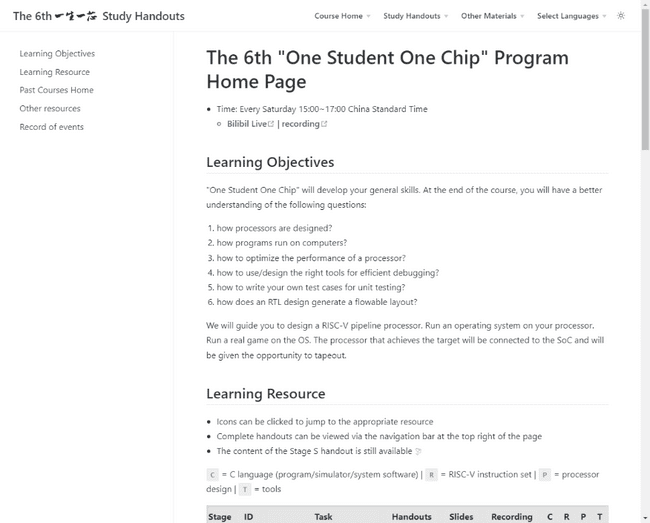 The 6th 一生一芯 Study Handouts
Course Home
Study Handouts
Other Materials
Select Languages
Learning Objectives
Learning Resource
Past Courses Home
Other resources
Record of events
The 6th "One Student One Chip" Program
Home Page
Time: Every Saturday 15:00~17:00 China Standard Time
Bilibil Live | recording
Learning Objectives
"One Student One Chip" will develop your general skills. At the end of the course, you will have a better
understanding of the following questions:
1. how processors are designed?
2. how programs run on computers?
3. how to optimize the performance of a processor?
4. how to use/design the right tools for efficient debugging?
5. how to write your own test cases for unit testing?
6. how does an RTL design generate a flowable layout?
We will guide you to design a RISC-V pipeline processor. Run an operating system on your processor.
Run a real game on the OS. The processor that achieves the target will be connected to the SoC and will
be given the opportunity to tapeout.
Learning Resource
Icons can be clicked to jump to the appropriate resource
Complete handouts can be viewed via the navigation bar at the top right of the page
The content of the Stage S handout is still available
C = C language (program/simulator/system software) | R = RISC-V instruction set | P = processor
design | T = tools
Stage ID Task Handouts Slides Recording C R P T